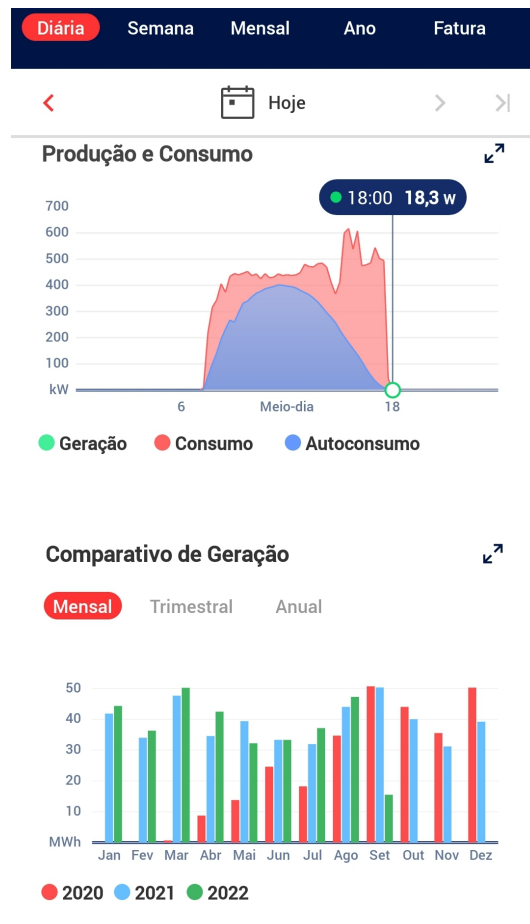 Diária Semana Mensal Ano Fatura
Hoje
Produção e Consumo
18:00 18,3 w
700
600
500
400
300
200
100
kW
6 Meio-dia 18
Geração Consumo Autoconsumo
Comparativo de Geração
Mensal Trimestral Anual
50
40
30
20
10
MWh
Jan Fev Mar Abr Mai Jun Jul Ago Set Out Nov Dez
2020 2021 2022